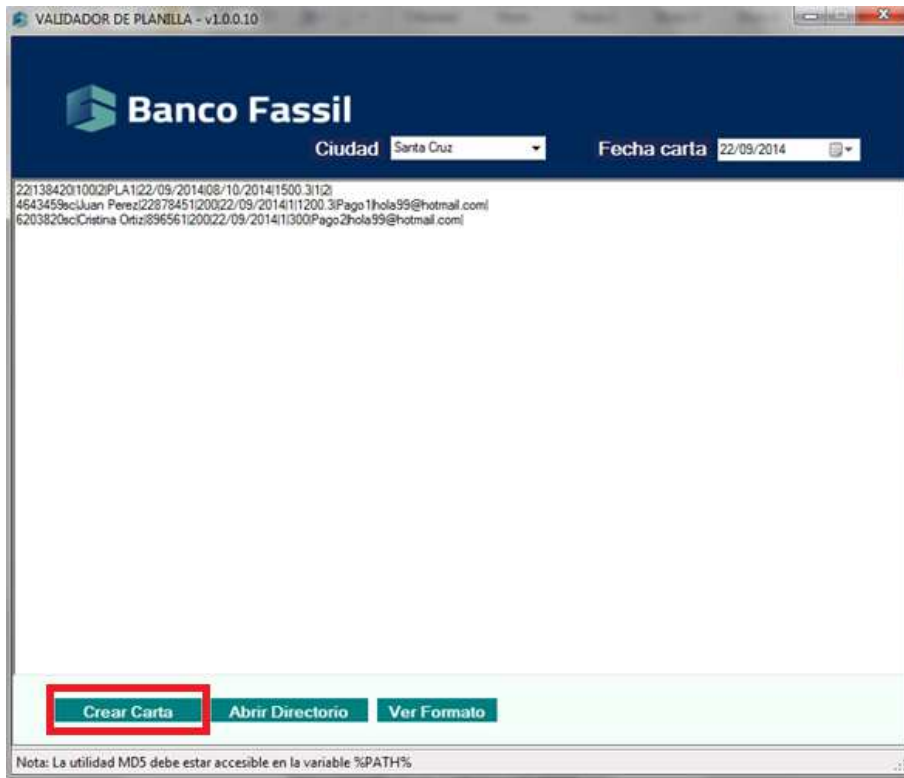 VALIDADOR DE PLANILLA - v1.0.0.10
Banco Fassil
Ciudad Santa Cruz Fecha carta 22/09/2014
22|138420|100|2|PLA1|22/09/2014|08/10/2014|1500.3|1|2|
4643459sc|Juan Perez|22878451|200|22/09/2014|1|1200.3|Pago1|hola99@hotmail.com|
6203820sc|Cristina Ortiz|896561|200|22/09/2014|1|300|Pago2|hola99@hotmail.com|
Crear Carta Abrir Directorio Ver Formato
Nota: La utilidad MD5 debe estar accesible en la variable %PATH%